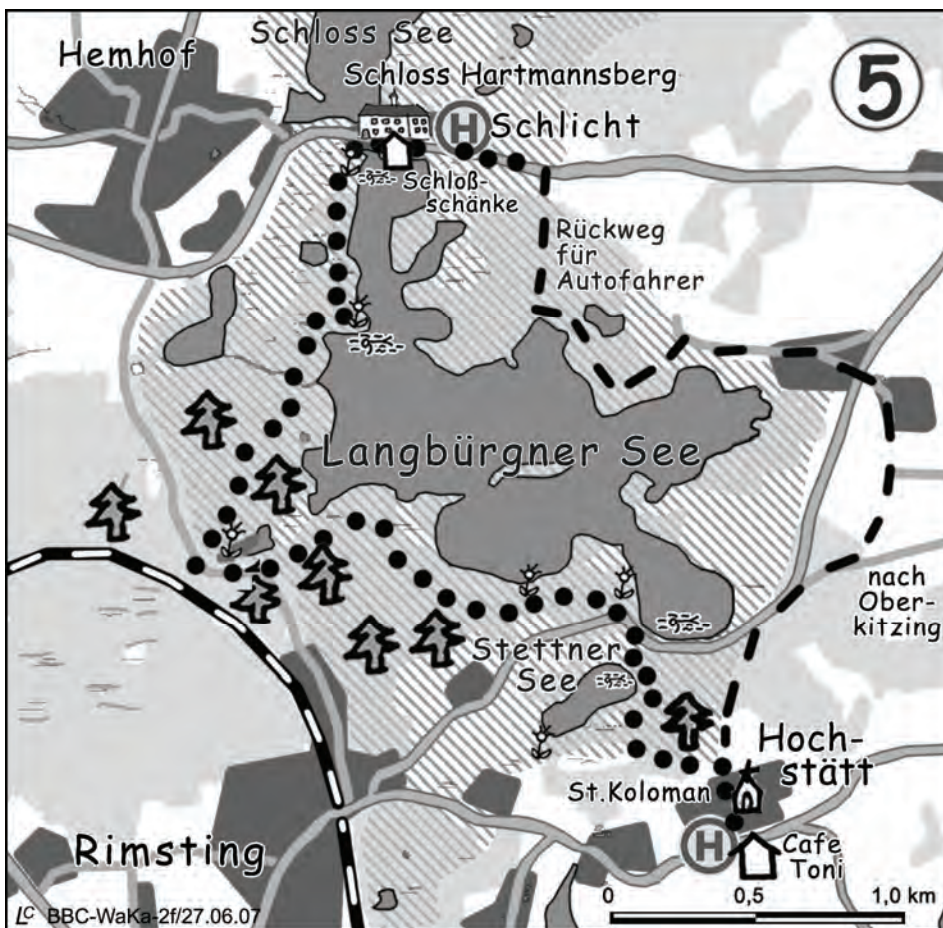 Schloss See
Hemhof
Schloss Hartmannsberg
5
H
Schlicht
Schloß-
schänke
Rückweg
für
Autofahrer
Langbürgner See
nach
Ober-
kitzing
Stettner
See
Hoch-
stätt
St.Koloman
Rimsting
H
Cafe
Toni
0
0,5
1,0 km
LC BBC-WaKa-2f/27.06.07